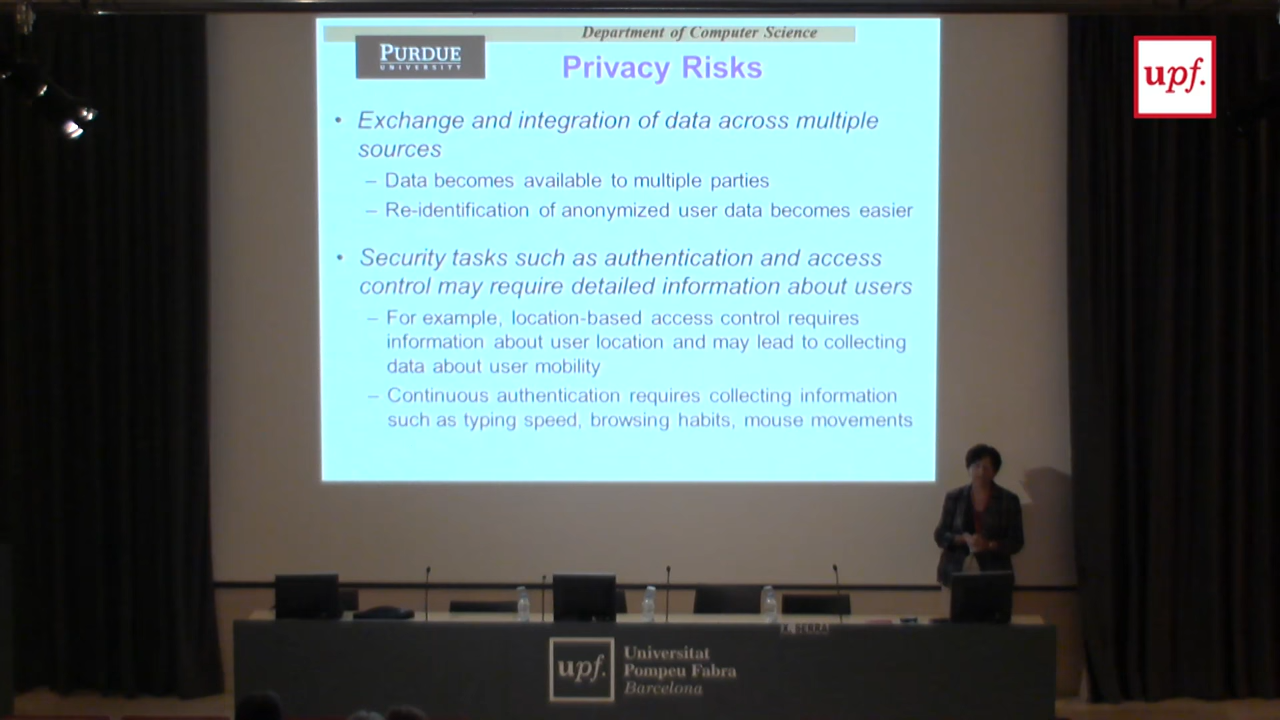 Department of Computer Science
PURDUE
UNIVERSITY
Privacy Risks
upf.
• Exchange and integration of data across multiple
sources
– Data becomes available to multiple parties
– Re-identification of anonymized user data becomes easier
• Security tasks such as authentication and access
control may require detailed information about users
– For example, location-based access control requires
information about user location and may lead to collecting
data about user mobility
– Continuous authentication requires collecting information
such as typing speed, browsing habits, mouse movements
X. SERRA
upf.
Universitat
Pompeu Fabra
Barcelona